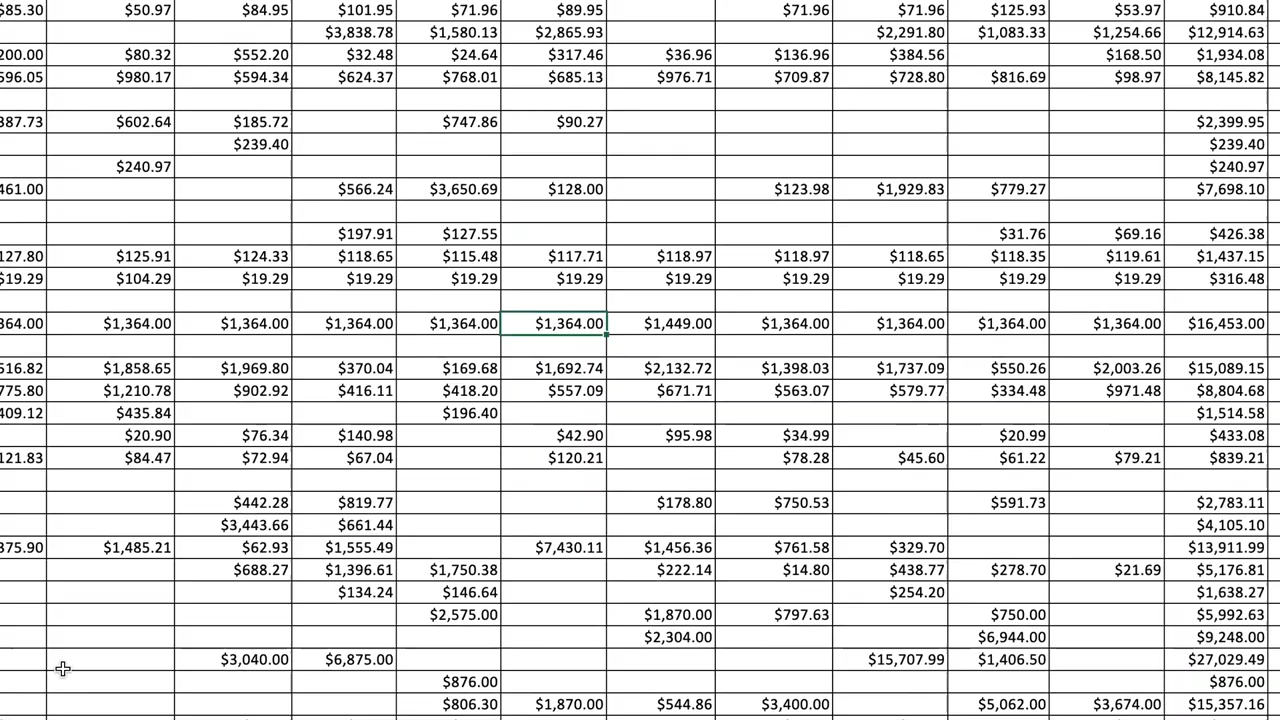 $85.30 $50.97 $84.95 $101.95 $71.96 $89.95 $71.96 $71.96 $125.93 $53.97 $910.84
$3,838.78 $1,580.13 $2,865.93 $2,291.80 $1,083.33 $1,254.66 $12,914.63
200.00 $80.32 $552.20 $32.48 $24.64 $317.46 $36.96 $136.96 $384.56 $168.50 $1,934.08
596.05 $980.17 $594.34 $624.37 $768.01 $685.13 $976.71 $709.87 $728.80 $816.69 $98.97 $8,145.82
387.73 $602.64 $185.72 $747.86 $90.27 $2,399.95
$239.40 $239.40
$240.97 $240.97
461.00 $566.24 $3,650.69 $128.00 $123.98 $1,929.83 $779.27 $7,698.10
$197.91 $127.55 $31.76 $69.16 $426.38
127.80 $125.91 $124.33 $118.65 $115.48 $117.71 $118.97 $118.97 $118.65 $118.35 $119.61 $1,437.15
$19.29 $104.29 $19.29 $19.29 $19.29 $19.29 $19.29 $19.29 $19.29 $19.29 $19.29 $316.48
364.00 $1,364.00 $1,364.00 $1,364.00 $1,364.00 $1,364.00 $1,449.00 $1,364.00 $1,364.00 $1,364.00 $1,364.00 $16,453.00
516.82 $1,858.65 $1,969.80 $370.04 $169.68 $1,692.74 $2,132.72 $1,398.03 $1,737.09 $550.26 $2,003.26 $15,089.15
775.80 $1,210.78 $902.92 $416.11 $418.20 $557.09 $671.71 $563.07 $579.77 $334.48 $971.48 $8,804.68
409.12 $435.84 $196.40 $1,514.58
$20.90 $76.34 $140.98 $42.90 $95.98 $34.99 $20.99 $433.08
121.83 $84.47 $72.94 $67.04 $120.21 $78.28 $45.60 $61.22 $79.21 $839.21
$442.28 $819.77 $178.80 $750.53 $591.73 $2,783.11
$3,443.66 $661.44 $4,105.10
375.90 $1,485.21 $62.93 $1,555.49 $7,430.11 $1,456.36 $761.58 $329.70 $13,911.99
$688.27 $1,396.61 $1,750.38 $222.14 $14.80 $438.77 $278.70 $21.69 $5,176.81
$134.24 $146.64 $254.20 $1,638.27
$2,575.00 $1,870.00 $797.63 $750.00 $5,992.63
$2,304.00 $6,944.00 $9,248.00
$3,040.00 $6,875.00 $15,707.99 $1,406.50 $27,029.49
$876.00 $876.00
$806.30 $1,870.00 $544.86 $3,400.00 $5,062.00 $3,674.00 $15,357.16